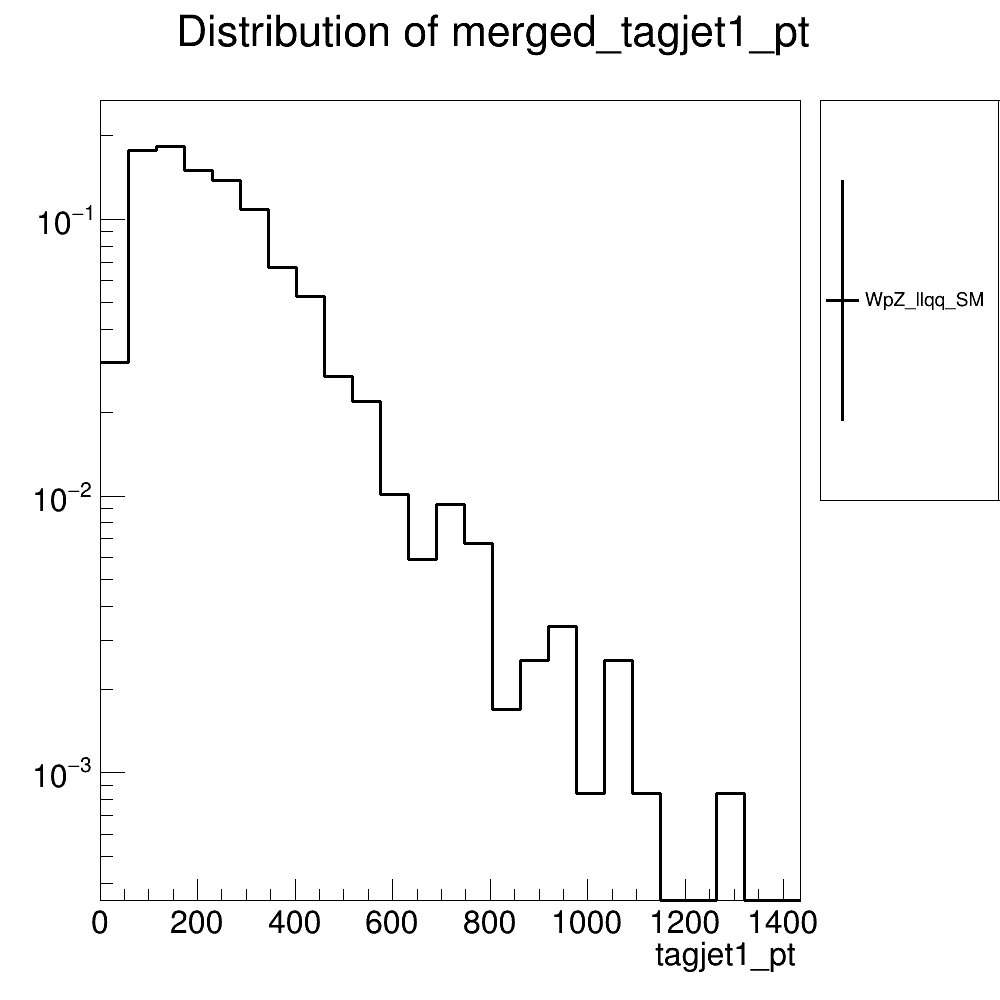 Distribution of merged_tagjet1_pt
10⁻¹
10⁻²
10⁻³
0 200 400 600 800 1000 1200 1400
tagjet1_pt
WpZ_llqq_SM